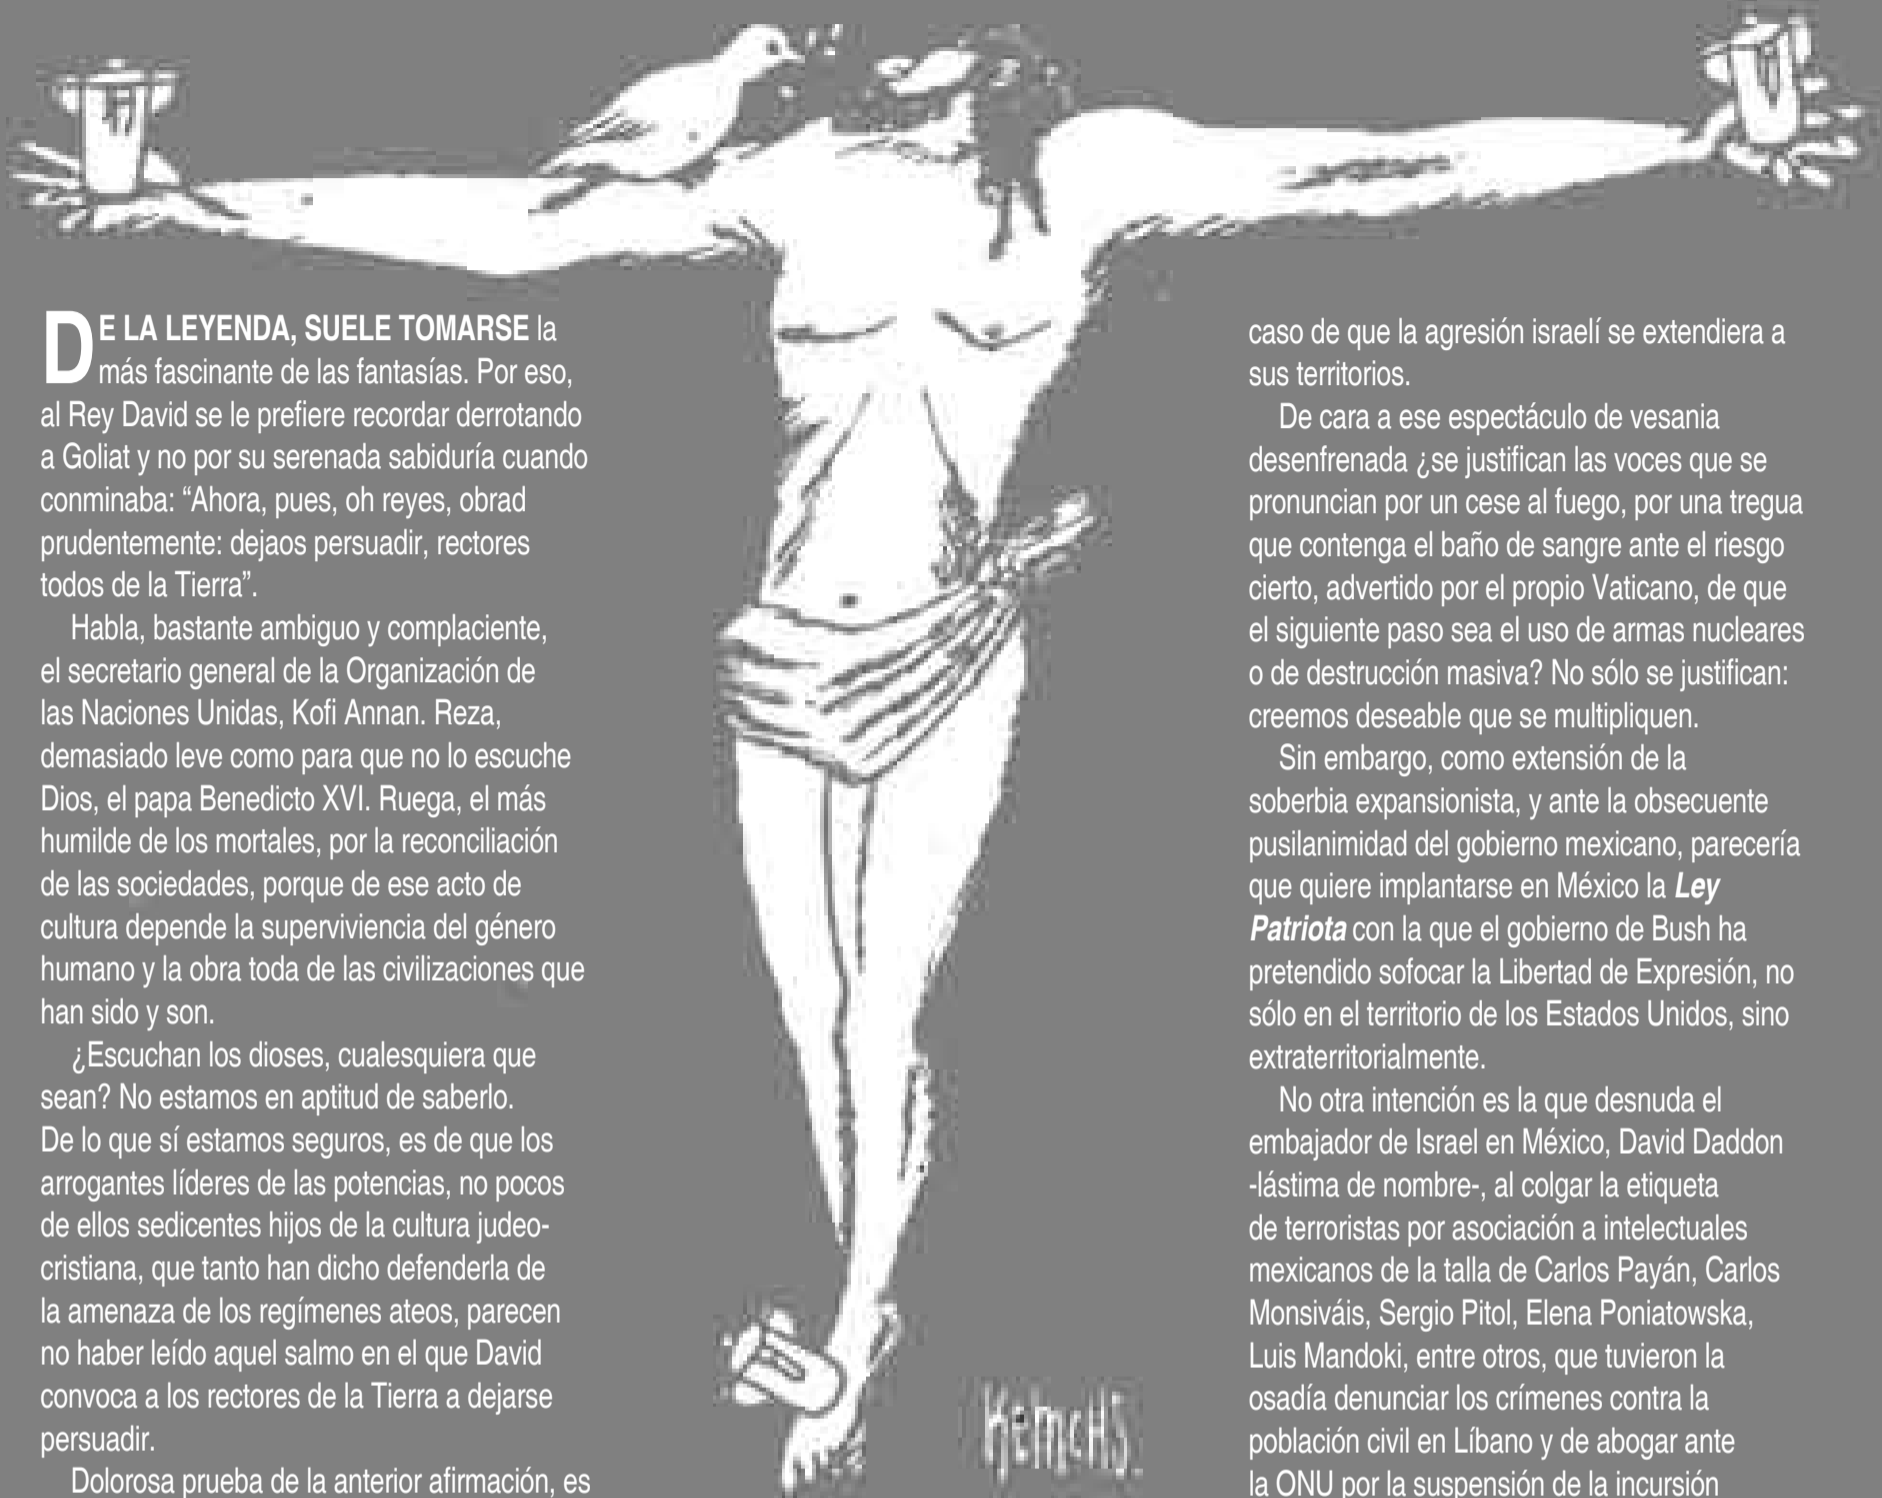 DE LA LEYENDA, SUELE TOMARSE la
más fascinante de las fantasías. Por eso,
al Rey David se le prefiere recordar derrotando
a Goliat y no por su serenada sabiduría cuando
conminaba: “Ahora, pues, oh reyes, obrad
prudentemente: dejaos persuadir, rectores
todos de la Tierra”.
Habla, bastante ambiguo y complaciente,
el secretario general de la Organización de
las Naciones Unidas, Kofi Annan. Reza,
demasiado leve como para que no lo escuche
Dios, el papa Benedicto XVI. Ruega, el más
humilde de los mortales, por la reconciliación
de las sociedades, porque de ese acto de
cultura depende la superviviencia del género
humano y la obra toda de las civilizaciones que
han sido y son.
¿Escuchan los dioses, cualesquiera que
sean? No estamos en aptitud de saberlo.
De lo que sí estamos seguros, es de que los
arrogantes líderes de las potencias, no pocos
de ellos sedicentes hijos de la cultura judeo-
cristiana, que tanto han dicho defenderla de
la amenaza de los regímenes ateos, parecen
no haber leído aquel salmo en el que David
convoca a los rectores de la Tierra a dejarse
persuadir.
Dolorosa prueba de la anterior afirmación, es
caso de que la agresión israelí se extendiera a
sus territorios.
De cara a ese espectáculo de vesania
desenfrenada ¿se justifican las voces que se
pronuncian por un cese al fuego, por una tregua
que contenga el baño de sangre ante el riesgo
cierto, advertido por el propio Vaticano, de que
el siguiente paso sea el uso de armas nucleares
o de destrucción masiva? No sólo se justifican:
creemos deseable que se multipliquen.
Sin embargo, como extensión de la
soberbia expansionista, y ante la obsecuente
pusilanimidad del gobierno mexicano, parecería
que quiere implantarse en México la Ley
Patriota con la que el gobierno de Bush ha
pretendido sofocar la Libertad de Expresión, no
sólo en el territorio de los Estados Unidos, sino
extraterritorialmente.
No otra intención es la que desnuda el
embajador de Israel en México, David Daddon
-lástima de nombre-, al colgar la etiqueta
de terroristas por asociación a intelectuales
mexicanos de la talla de Carlos Payán, Carlos
Monsiváis, Sergio Pitol, Elena Poniatowska,
Luis Mandoki, entre otros, que tuvieron la
osadía denunciar los crímenes contra la
población civil en Líbano y de abogar ante
la ONU por la suspensión de la incursión
KEMCHS.